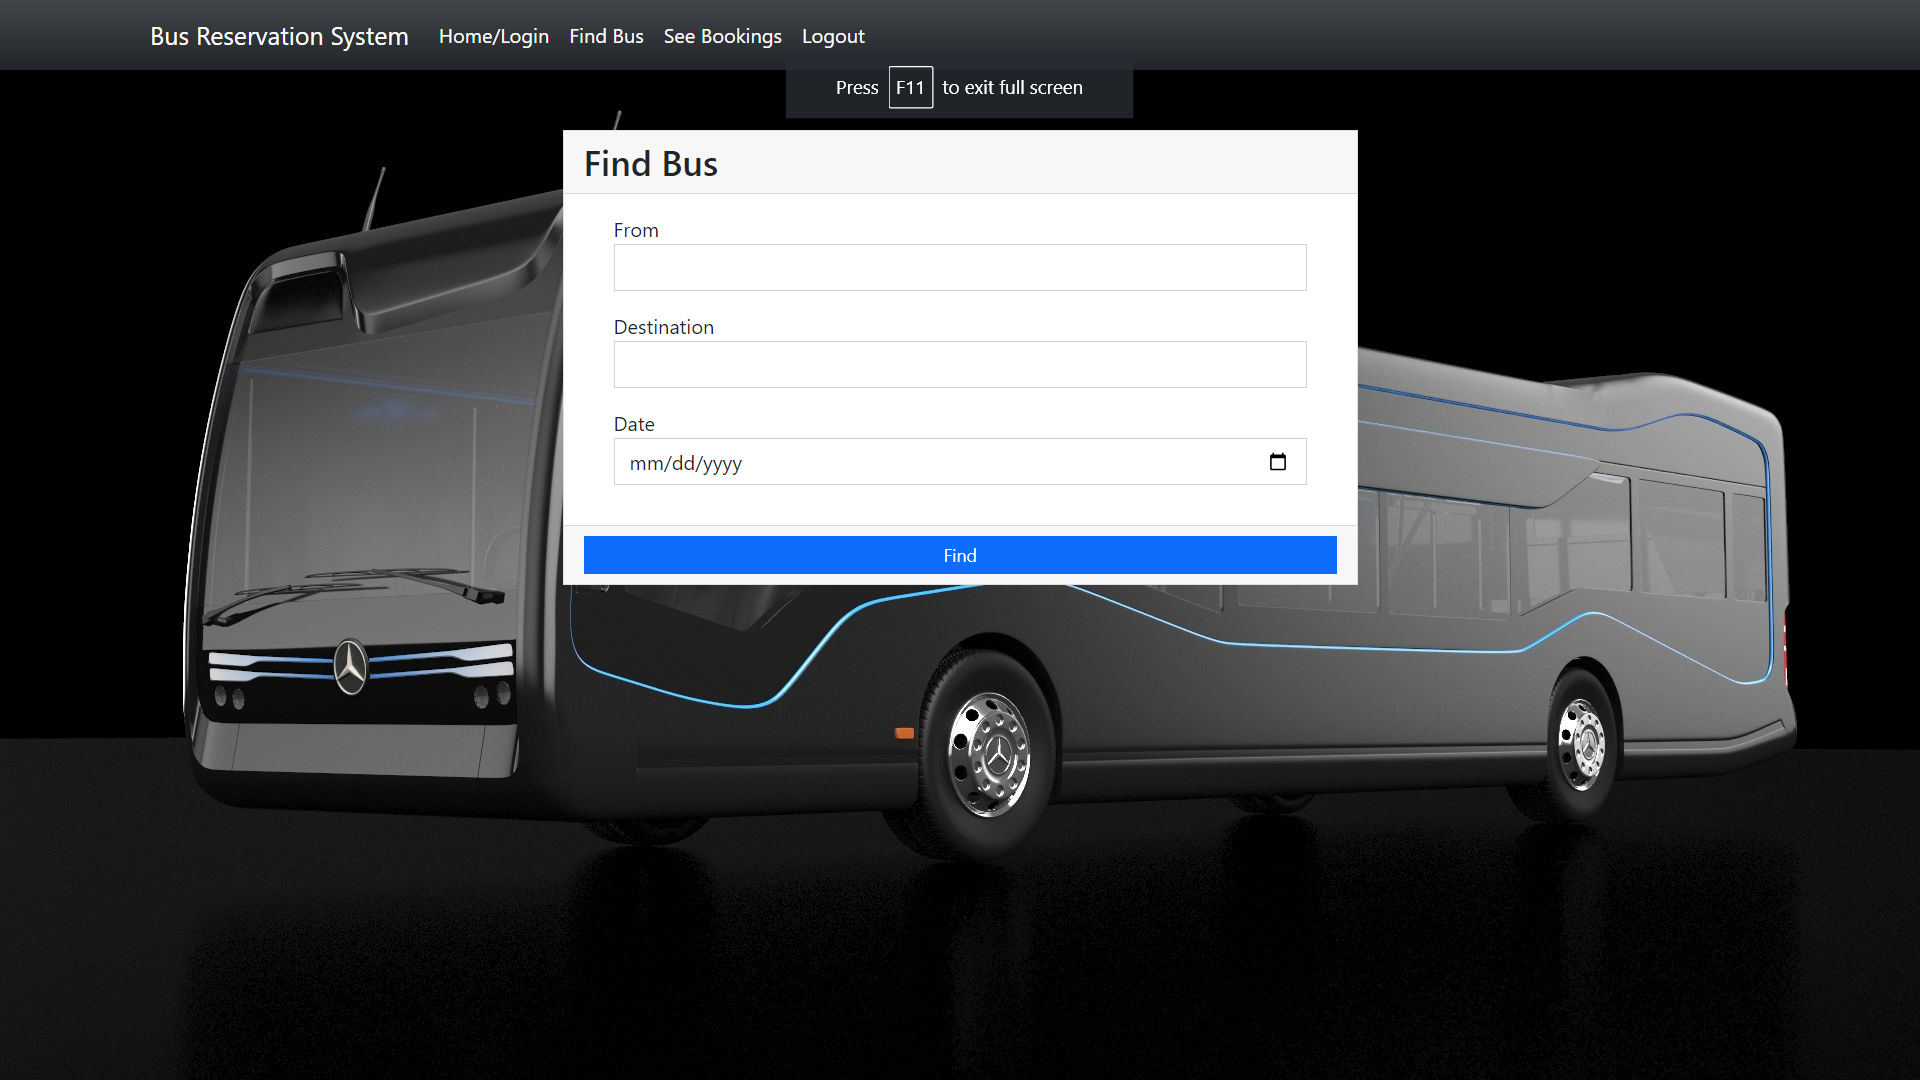 Bus Reservation System Home/Login Find Bus See Bookings Logout
Press F11 to exit full screen
Find Bus
From
Destination
Date
mm/dd/yyyy
Find